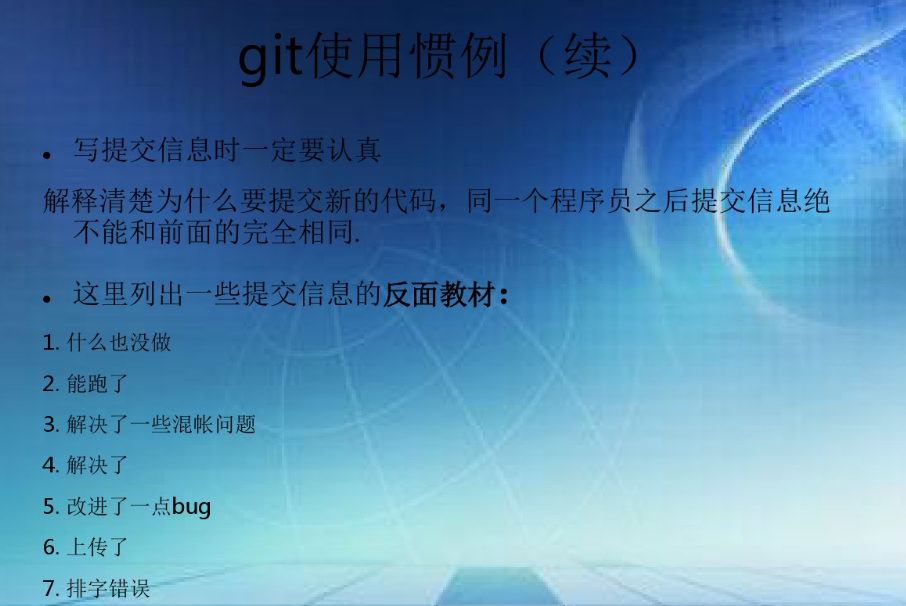 git使用惯例（续）
• 写提交信息时一定要认真
解释清楚为什么要提交新的代码，同一个程序员之后提交信息绝
不能和前面的完全相同.
• 这里列出一些提交信息的反面教材：
1. 什么也没做
2. 能跑了
3. 解决了一些混帐问题
4. 解决了
5. 改进了一点bug
6. 上传了
7. 排字错误